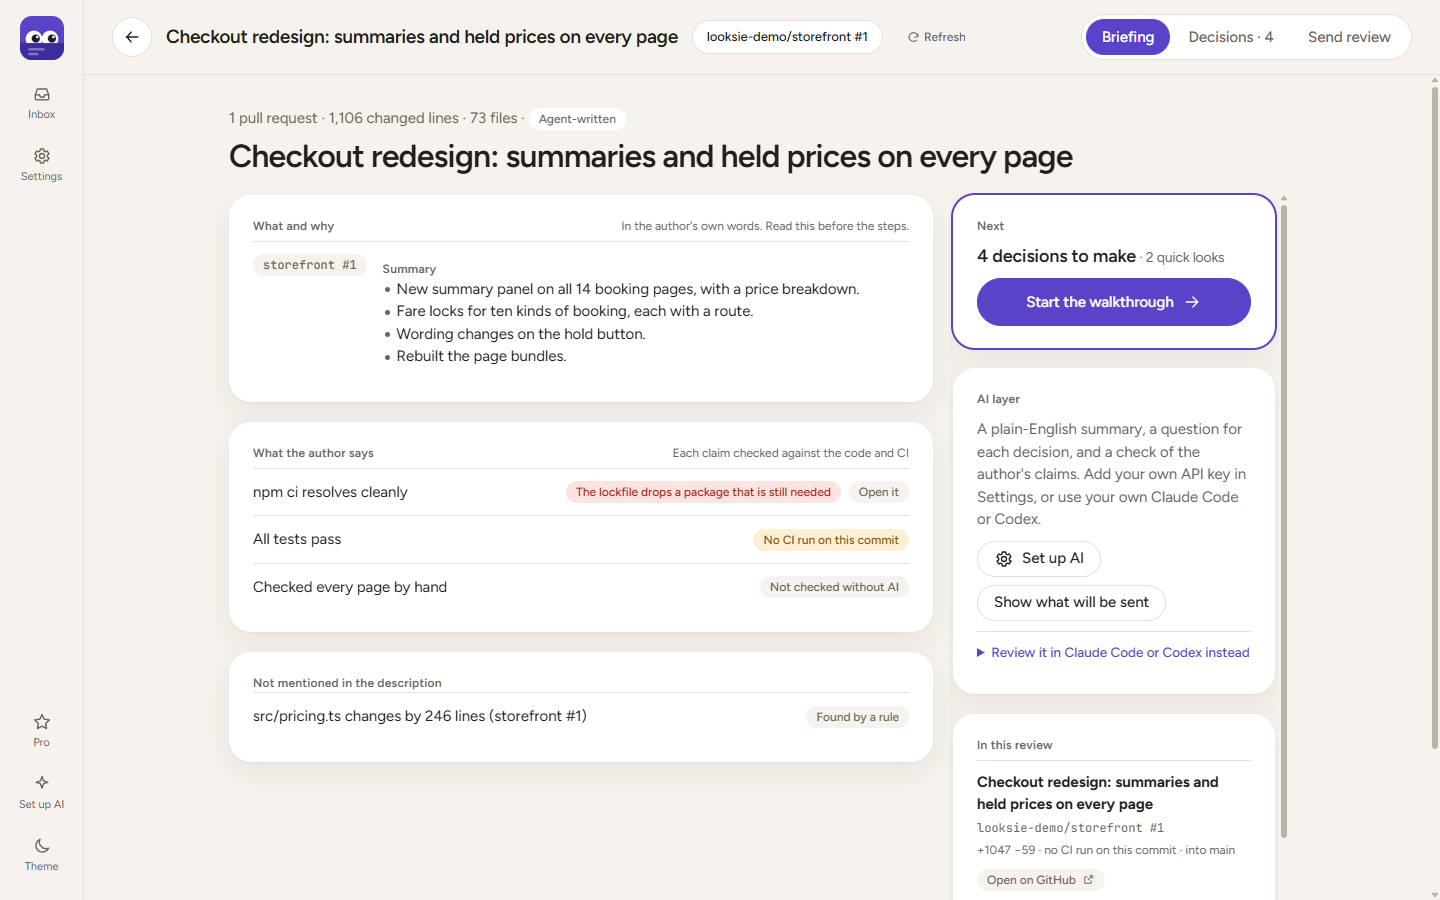 Checkout redesign: summaries and held prices on every page
looksie-demo/storefront #1
Refresh
Briefing
Decisions · 4
Send review
Inbox
Settings
Pro
Set up AI
Theme
1 pull request · 1,106 changed lines · 73 files · Agent-written
Checkout redesign: summaries and held prices on every page
What and why
In the author's own words. Read this before the steps.
storefront #1
Summary
New summary panel on all 14 booking pages, with a price breakdown.
Fare locks for ten kinds of booking, each with a route.
Wording changes on the hold button.
Rebuilt the page bundles.
What the author says
Each claim checked against the code and CI
npm ci resolves cleanly
The lockfile drops a package that is still needed
Open it
All tests pass
No CI run on this commit
Checked every page by hand
Not checked without AI
Not mentioned in the description
src/pricing.ts changes by 246 lines (storefront #1)
Found by a rule
Next
4 decisions to make · 2 quick looks
Start the walkthrough
AI layer
A plain-English summary, a question for
each decision, and a check of the
author's claims. Add your own API key in
Settings, or use your own Claude Code
or Codex.
Set up AI
Show what will be sent
Review it in Claude Code or Codex instead
In this review
Checkout redesign: summaries and
held prices on every page
looksie-demo/storefront #1
+1047 −59 · no CI run on this commit · into main
Open on GitHub